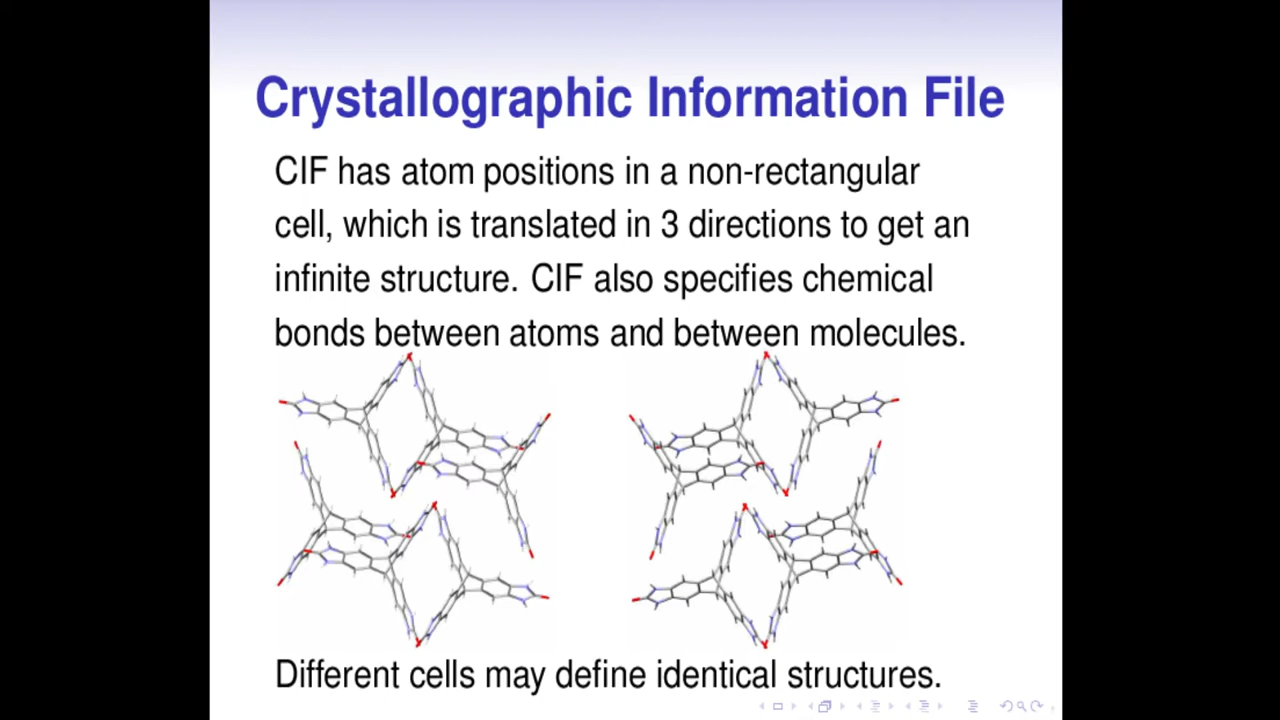 Crystallographic Information File
CIF has atom positions in a non-rectangular
cell, which is translated in 3 directions to get an
infinite structure. CIF also specifies chemical
bonds between atoms and between molecules.
Different cells may define identical structures.